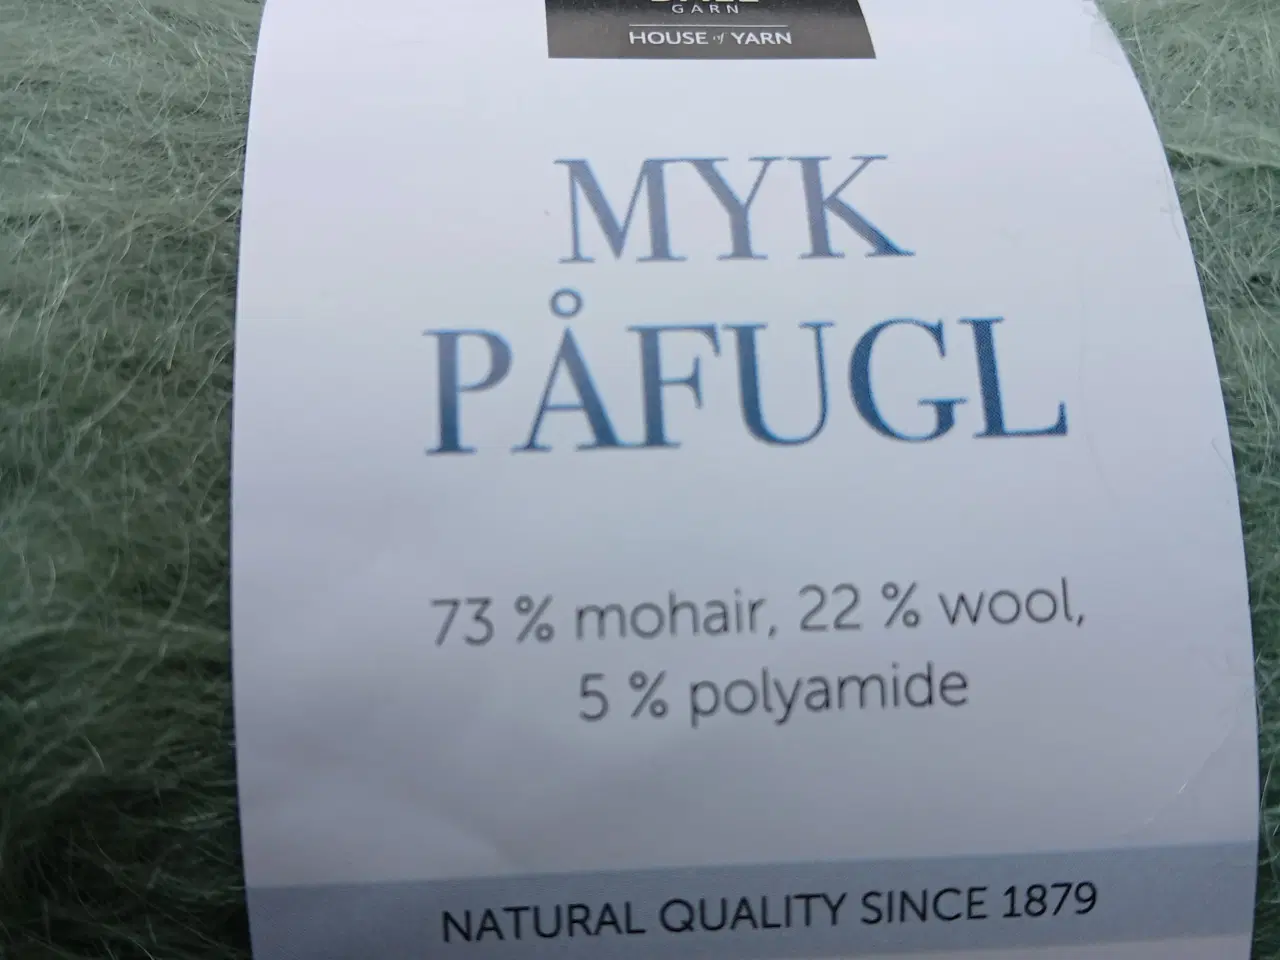 GARN
HOUSE of YARN
MYK
PÅFUGL
73 % mohair, 22 % wool,
5 % polyamide
NATURAL QUALITY SINCE 1879